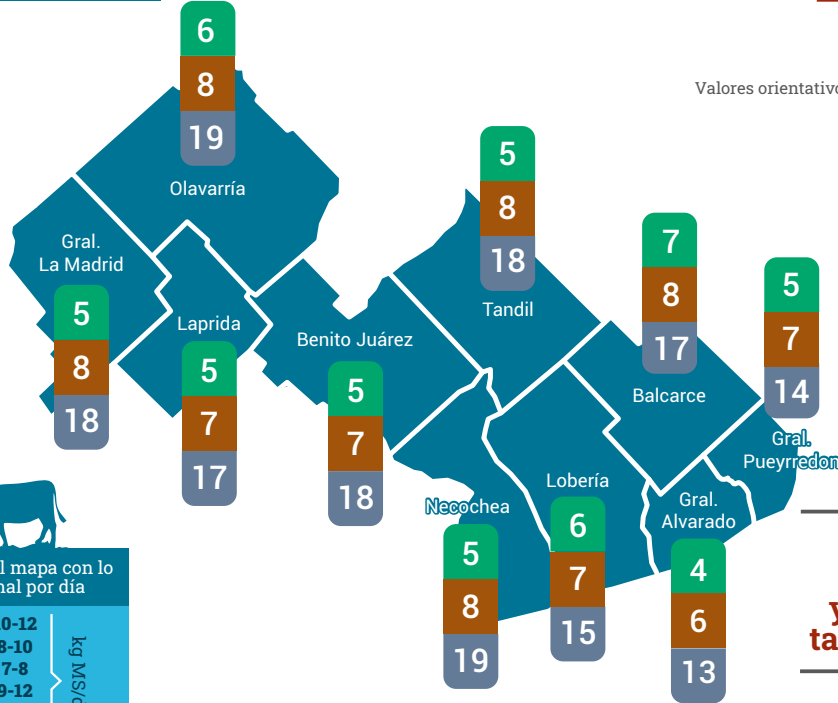 6
8
19
Olavarría
Valores orientativo
5
8
18
Tandil
7
8
17
Balcarce
5
7
14
Gral.
Pueyrredon
Gral.
La Madrid
5
8
18
Laprida
5
7
17
Benito Juárez
5
7
18
Necochea
5
8
19
Lobería
6
7
15
Gral.
Alvarado
4
6
13
l mapa con lo
nal por día
0-12
8-10
7-8
9-12
kg MS/
y
ta